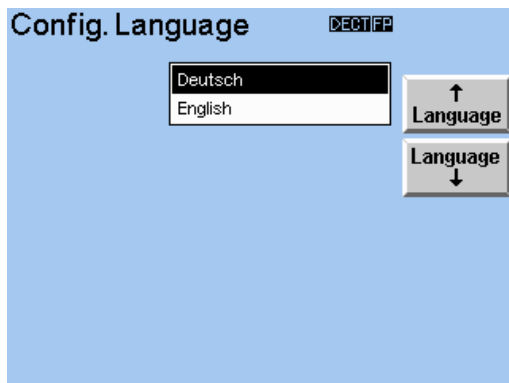 Config. Language DECT FP
Deutsch
English
↑
Language
Language
↓